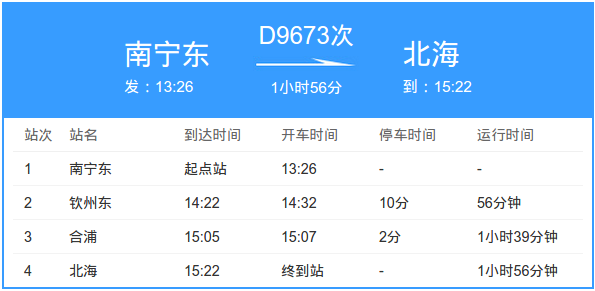 D9673次
南宁东 北海
发：13:26 1小时56分 到：15:22
站次 站名 到达时间 开车时间 停车时间 运行时间
1 南宁东 起点站 13:26 - -
2 钦州东 14:22 14:32 10分 56分钟
3 合浦 15:05 15:07 2分 1小时39分钟
4 北海 15:22 终到站 - 1小时56分钟